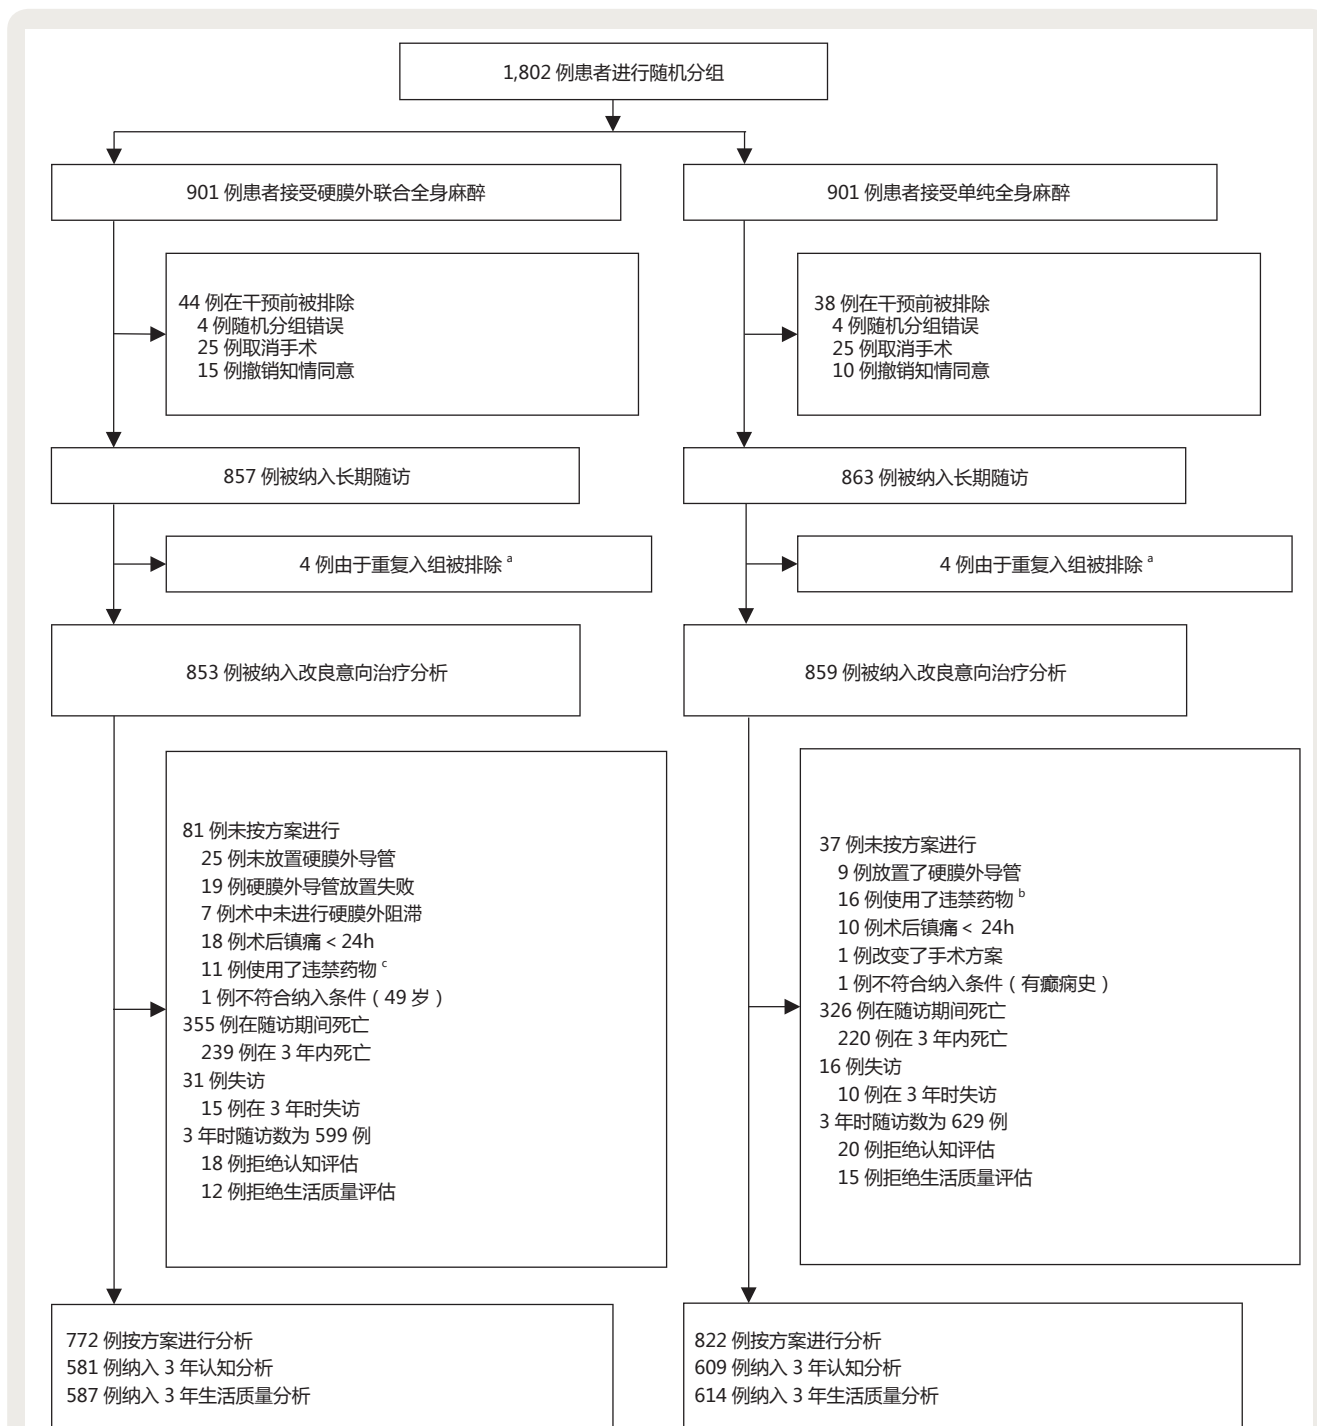 1,802 例患者进行随机分组
901 例患者接受硬膜外联合全身麻醉
901 例患者接受单纯全身麻醉
44 例在干预前被排除
4 例随机分组错误
25 例取消手术
15 例撤销知情同意
38 例在干预前被排除
4 例随机分组错误
25 例取消手术
10 例撤销知情同意
857 例被纳入长期随访
863 例被纳入长期随访
4 例由于重复入组被排除 a
4 例由于重复入组被排除 a
853 例被纳入改良意向治疗分析
859 例被纳入改良意向治疗分析
81 例未按方案进行
25 例未放置硬膜外导管
19 例硬膜外导管放置失败
7 例术中未进行硬膜外阻滞
18 例术后镇痛 < 24h
11 例使用了违禁药物 c
1 例不符合纳入条件（49 岁）
355 例在随访期间死亡
239 例在 3 年内死亡
31 例失访
15 例在 3 年时失访
3 年时随访数为 599 例
18 例拒绝认知评估
12 例拒绝生活质量评估
37 例未按方案进行
9 例放置了硬膜外导管
16 例使用了违禁药物 b
10 例术后镇痛 < 24h
1 例改变了手术方案
1 例不符合纳入条件（有癫痫史）
326 例在随访期间死亡
220 例在 3 年内死亡
16 例失访
10 例在 3 年时失访
3 年时随访数为 629 例
20 例拒绝认知评估
15 例拒绝生活质量评估
772 例按方案进行分析
581 例纳入 3 年认知分析
587 例纳入 3 年生活质量分析
822 例按方案进行分析
609 例纳入 3 年认知分析
614 例纳入 3 年生活质量分析